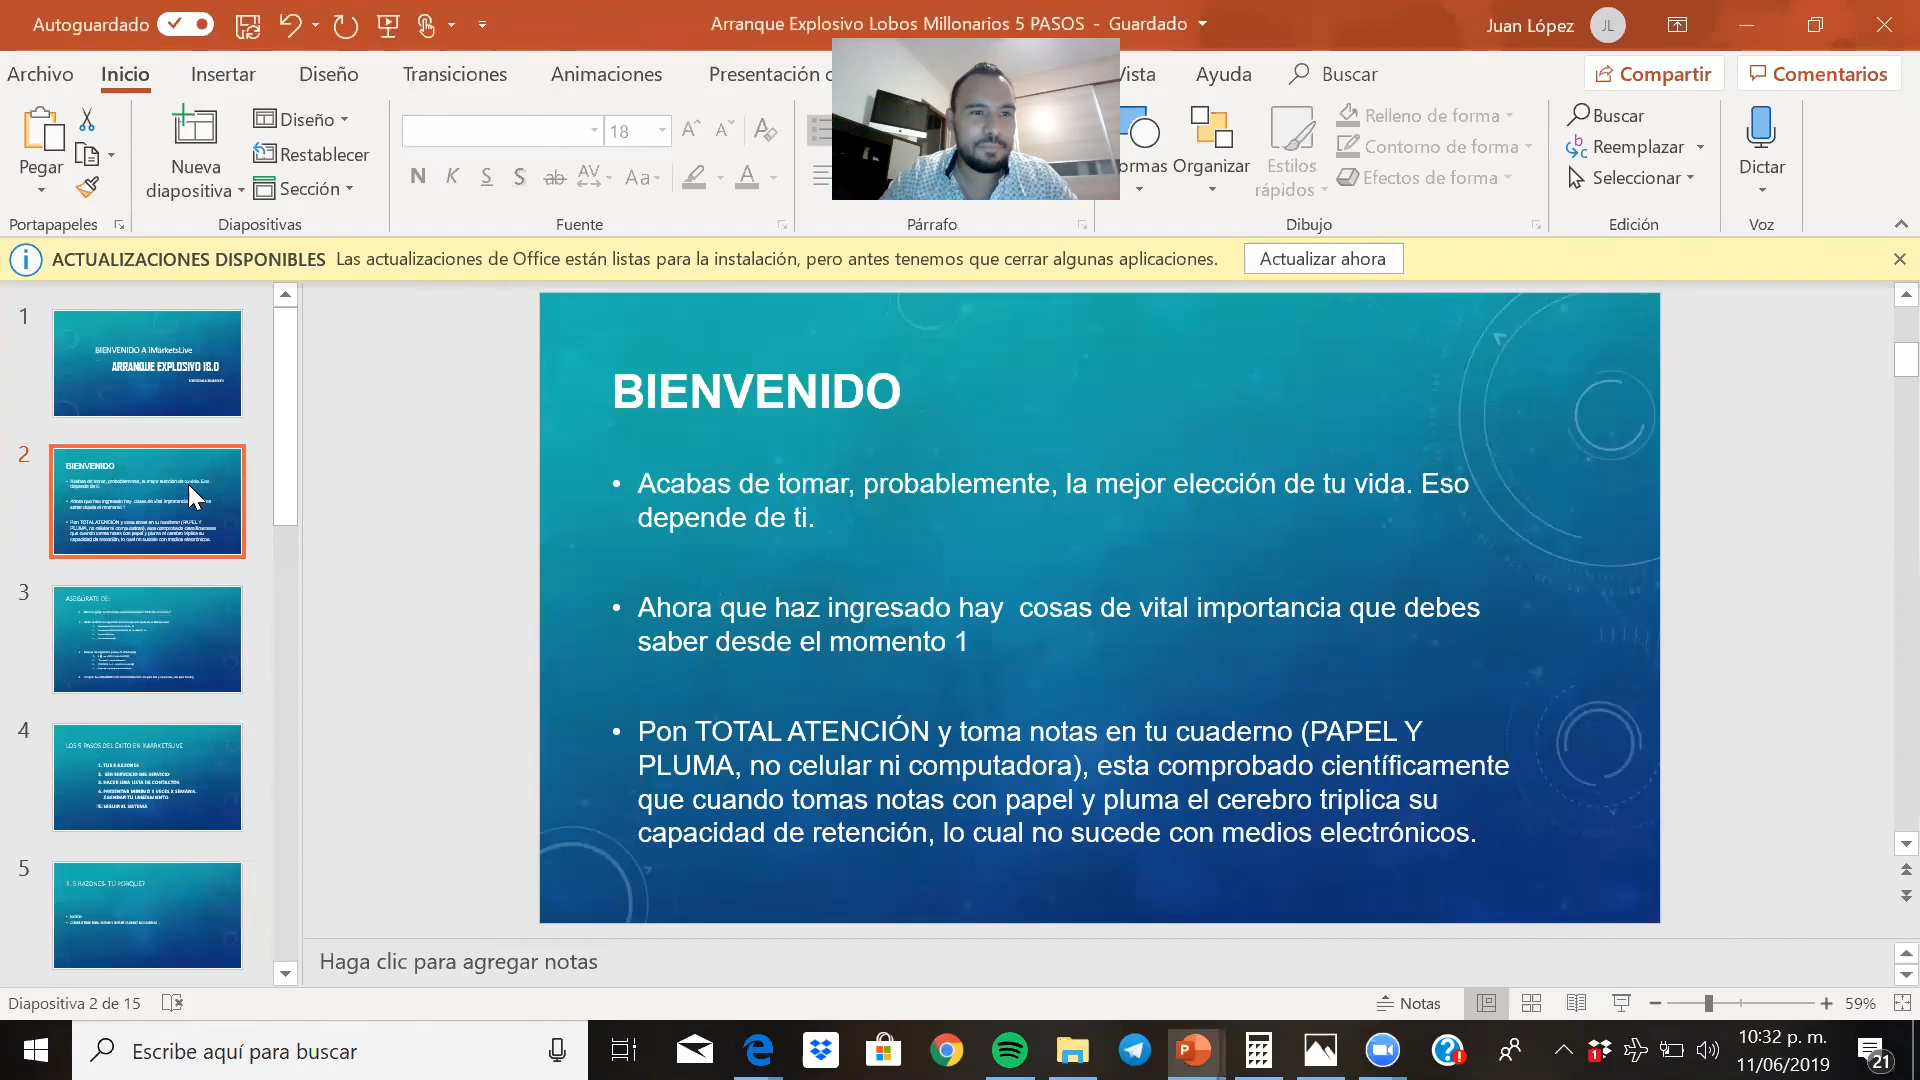 Autoguardado
Arranque Explosivo Lobos Millonarios 5 PASOS - Guardado
Juan López
JL
Archivo
Inicio
Insertar
Diseño
Transiciones
Animaciones
Presentación
Vista
Ayuda
Buscar
Compartir
Comentarios
Pegar
Nueva
diapositiva
Diseño
Restablecer
Sección
18
N K S S ab AV Aa A
ormas
Organizar
Estilos
rápidos
Relleno de forma
Contorno de forma
Efectos de forma
Buscar
Reemplazar
Seleccionar
Dictar
Portapapeles
Diapositivas
Fuente
Párrafo
Dibujo
Edición
Voz
ACTUALIZACIONES DISPONIBLES Las actualizaciones de Office están listas para la instalación, pero antes tenemos que cerrar algunas aplicaciones.
Actualizar ahora
1
BIENVENIDO A IMarketsLive
ARRANQUE EXPLOSIVO 18.0
2
BIENVENIDO
3
ASEGÚRATE DE:
4
LOS 5 PASOS DEL ÉXITO EN IMARKETSLIVE
1. TUS 5 RAZONES
2. SER SERVICIO DEL SERVICIO
3. HACER UNA LISTA DE CONTACTOS
5. SEGUIR EL SISTEMA
5
1. 5 RAZONES- TÚ PORQUE?
BIENVENIDO
• Acabas de tomar, probablemente, la mejor elección de tu vida. Eso
depende de ti.
• Ahora que haz ingresado hay cosas de vital importancia que debes
saber desde el momento 1
• Pon TOTAL ATENCIÓN y toma notas en tu cuaderno (PAPEL Y
PLUMA, no celular ni computadora), esta comprobado científicamente
que cuando tomas notas con papel y pluma el cerebro triplica su
capacidad de retención, lo cual no sucede con medios electrónicos.
Haga clic para agregar notas
Diapositiva 2 de 15
Notas
59%
Escribe aquí para buscar
10:32 p. m.
11/06/2019
21